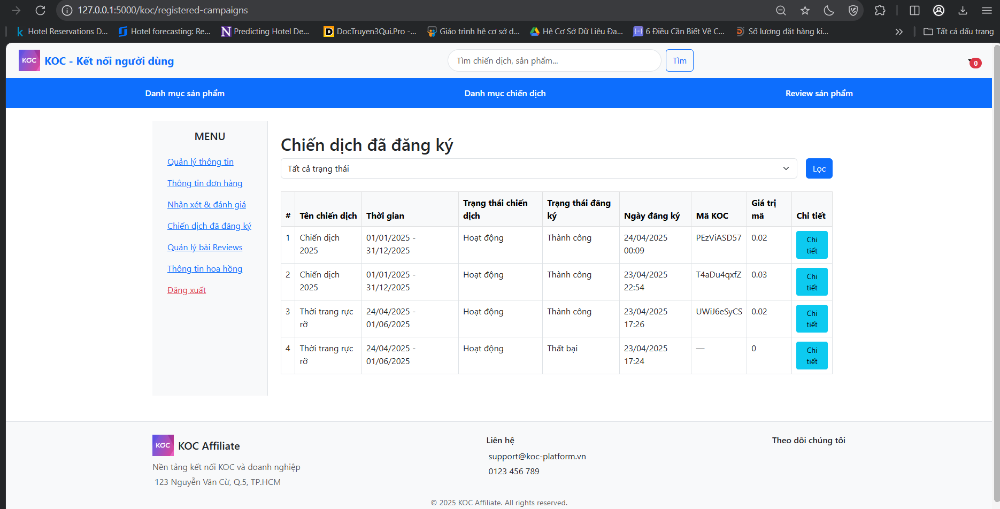 127.0.0.1:5000/koc/registered-campaigns
Hotel Reservations D...
Hotel forecasting: Re...
Predicting Hotel De...
DocTruyen3Qui.Pro -...
Giáo trình hệ cơ sở d...
Hệ Cơ Sở Dữ Liệu Đa...
6 Điều Cần Biết Về C...
Số lượng đặt hàng ki...
Tất cả dấu trang
KOC
KOC - Kết nối người dùng
Tìm chiến dịch, sản phẩm...
Tìm
0
Danh mục sản phẩm
Danh mục chiến dịch
Review sản phẩm
MENU
Quản lý thông tin
Thông tin đơn hàng
Nhận xét & đánh giá
Chiến dịch đã đăng ký
Quản lý bài Reviews
Thông tin hoa hồng
Đăng xuất
Chiến dịch đã đăng ký
Tất cả trạng thái
Lọc
#
Tên chiến dịch
Thời gian
Trạng thái chiến
dịch
Trạng thái đăng
ký
Ngày đăng ký
Mã KOC
Giá trị
mã
Chi tiết
1
Chiến dịch
2025
01/01/2025 -
31/12/2025
Hoạt động
Thành công
24/04/2025
00:09
PEzViASD57
0.02
Chi
tiết
2
Chiến dịch
2025
01/01/2025 -
31/12/2025
Hoạt động
Thành công
23/04/2025
22:54
T4aDu4qxfZ
0.03
Chi
tiết
3
Thời trang rực
rỡ
24/04/2025 -
01/06/2025
Hoạt động
Thành công
23/04/2025
17:26
UWiJ6eSyCS
0.02
Chi
tiết
4
Thời trang rực
rỡ
24/04/2025 -
01/06/2025
Hoạt động
Thất bại
23/04/2025
17:24
—
0
Chi
tiết
KOC
KOC Affiliate
Nền tảng kết nối KOC và doanh nghiệp
123 Nguyễn Văn Cừ, Q.5, TP.HCM
Liên hệ
support@koc-platform.vn
0123 456 789
Theo dõi chúng tôi
© 2025 KOC Affiliate. All rights reserved.